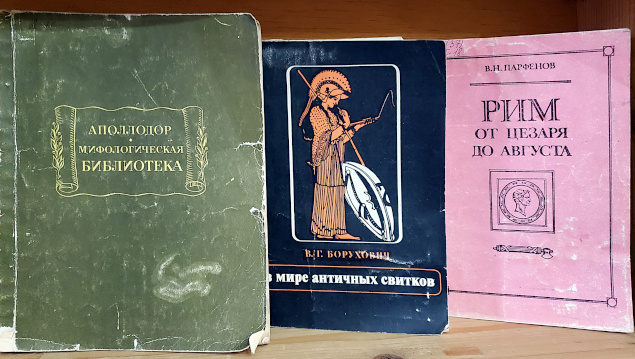 АПОЛЛОДОР
МИФОЛОГИЧЕСКАЯ
БИБЛИОТЕКА
В.Г. БОРУХОВИЧ
в мире античных свитков
В.Н. ПАРФЕНОВ
РИМ
ОТ ЦЕЗАРЯ
ДО АВГУСТА